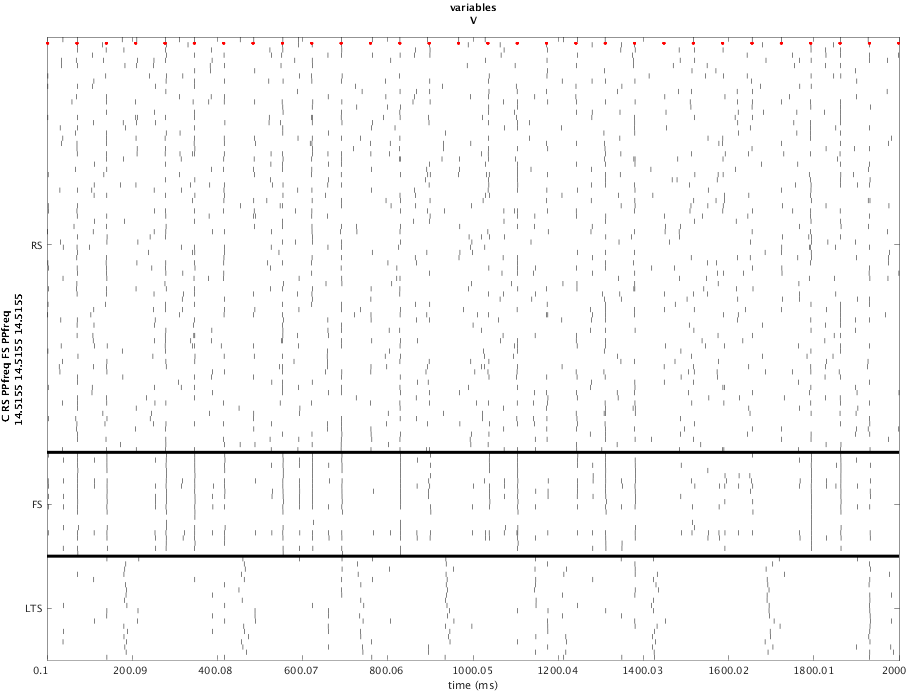 variables
V
RS
FS
LTS
C RS PPfreq FS PPfreq
14.5155 14.5155 14.5155
0.1 200.09 400.08 600.07 800.06 1000.05 1200.04 1400.03 1600.02 1800.01 2000
time (ms)